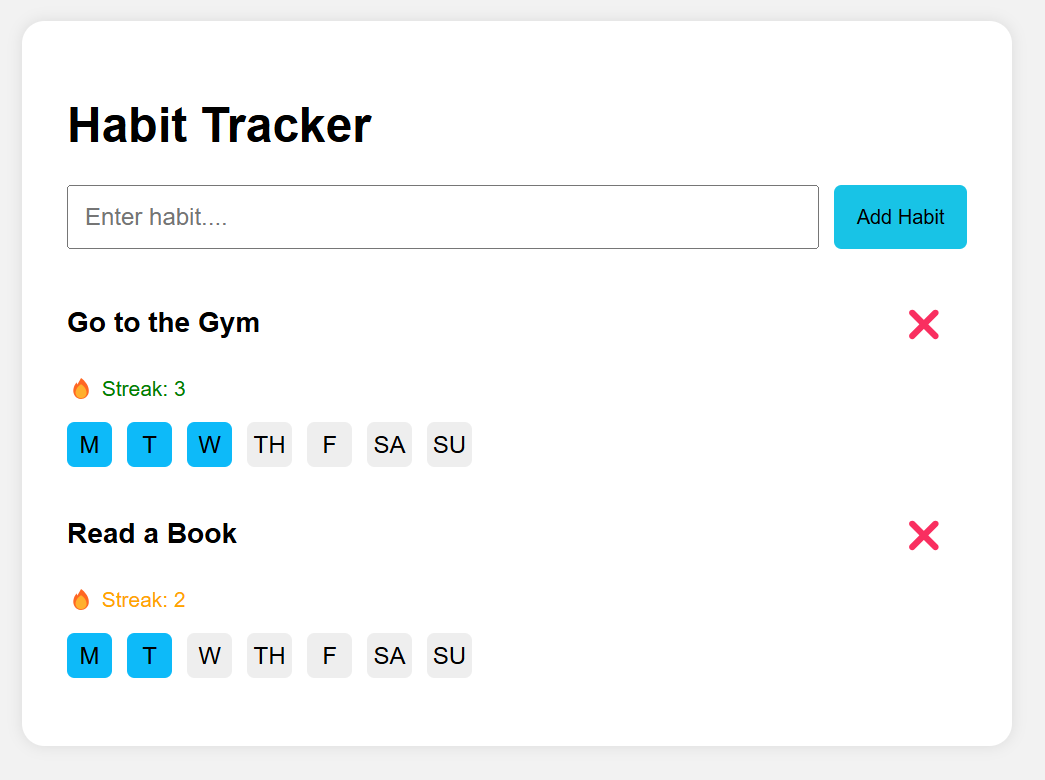 Habit Tracker
Enter habit.... Add Habit
Go to the Gym
Streak: 3
M T W TH F SA SU
Read a Book
Streak: 2
M T W TH F SA SU